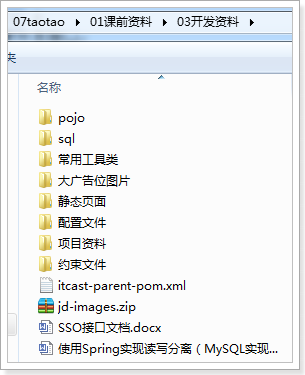 07taotao ▸ 01课前资料 ▸ 03开发资料 ▸
夹
名称
pojo
sql
常用工具类
大广告位图片
静态页面
配置文件
项目资料
约束文件
itcast-parent-pom.xml
jd-images.zip
SSO接口文档.docx
使用Spring实现读写分离（MySQL实现...